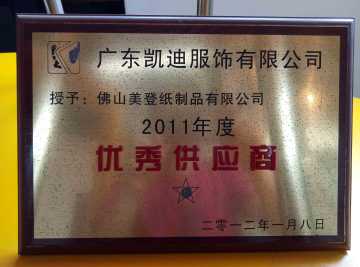 广东凯迪服饰有限公司
授予：佛山美登纸制品有限公司
2011年度
优秀供应商
二零一二年一月八日